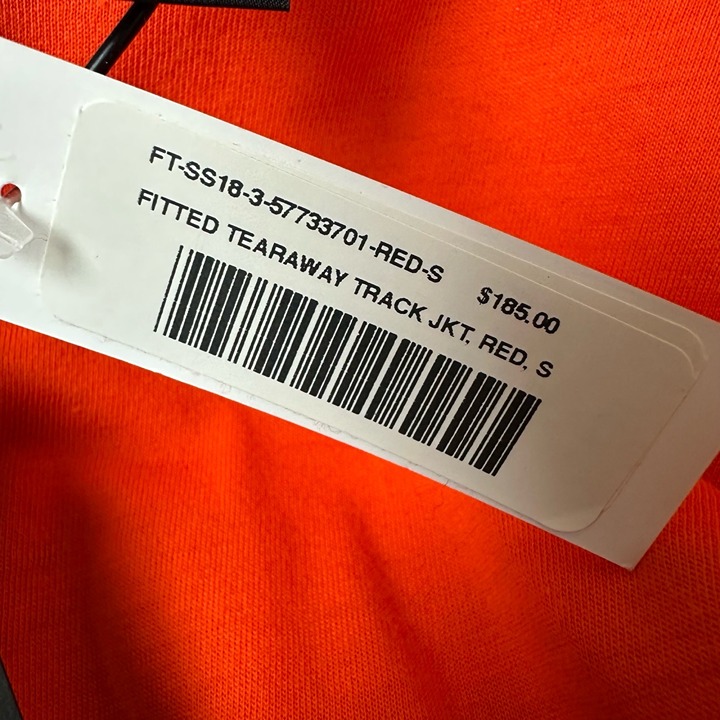 FT-SS18-3-57733701-RED-S $185.00
FITTED TEARAWAY TRACK JKT, RED, S